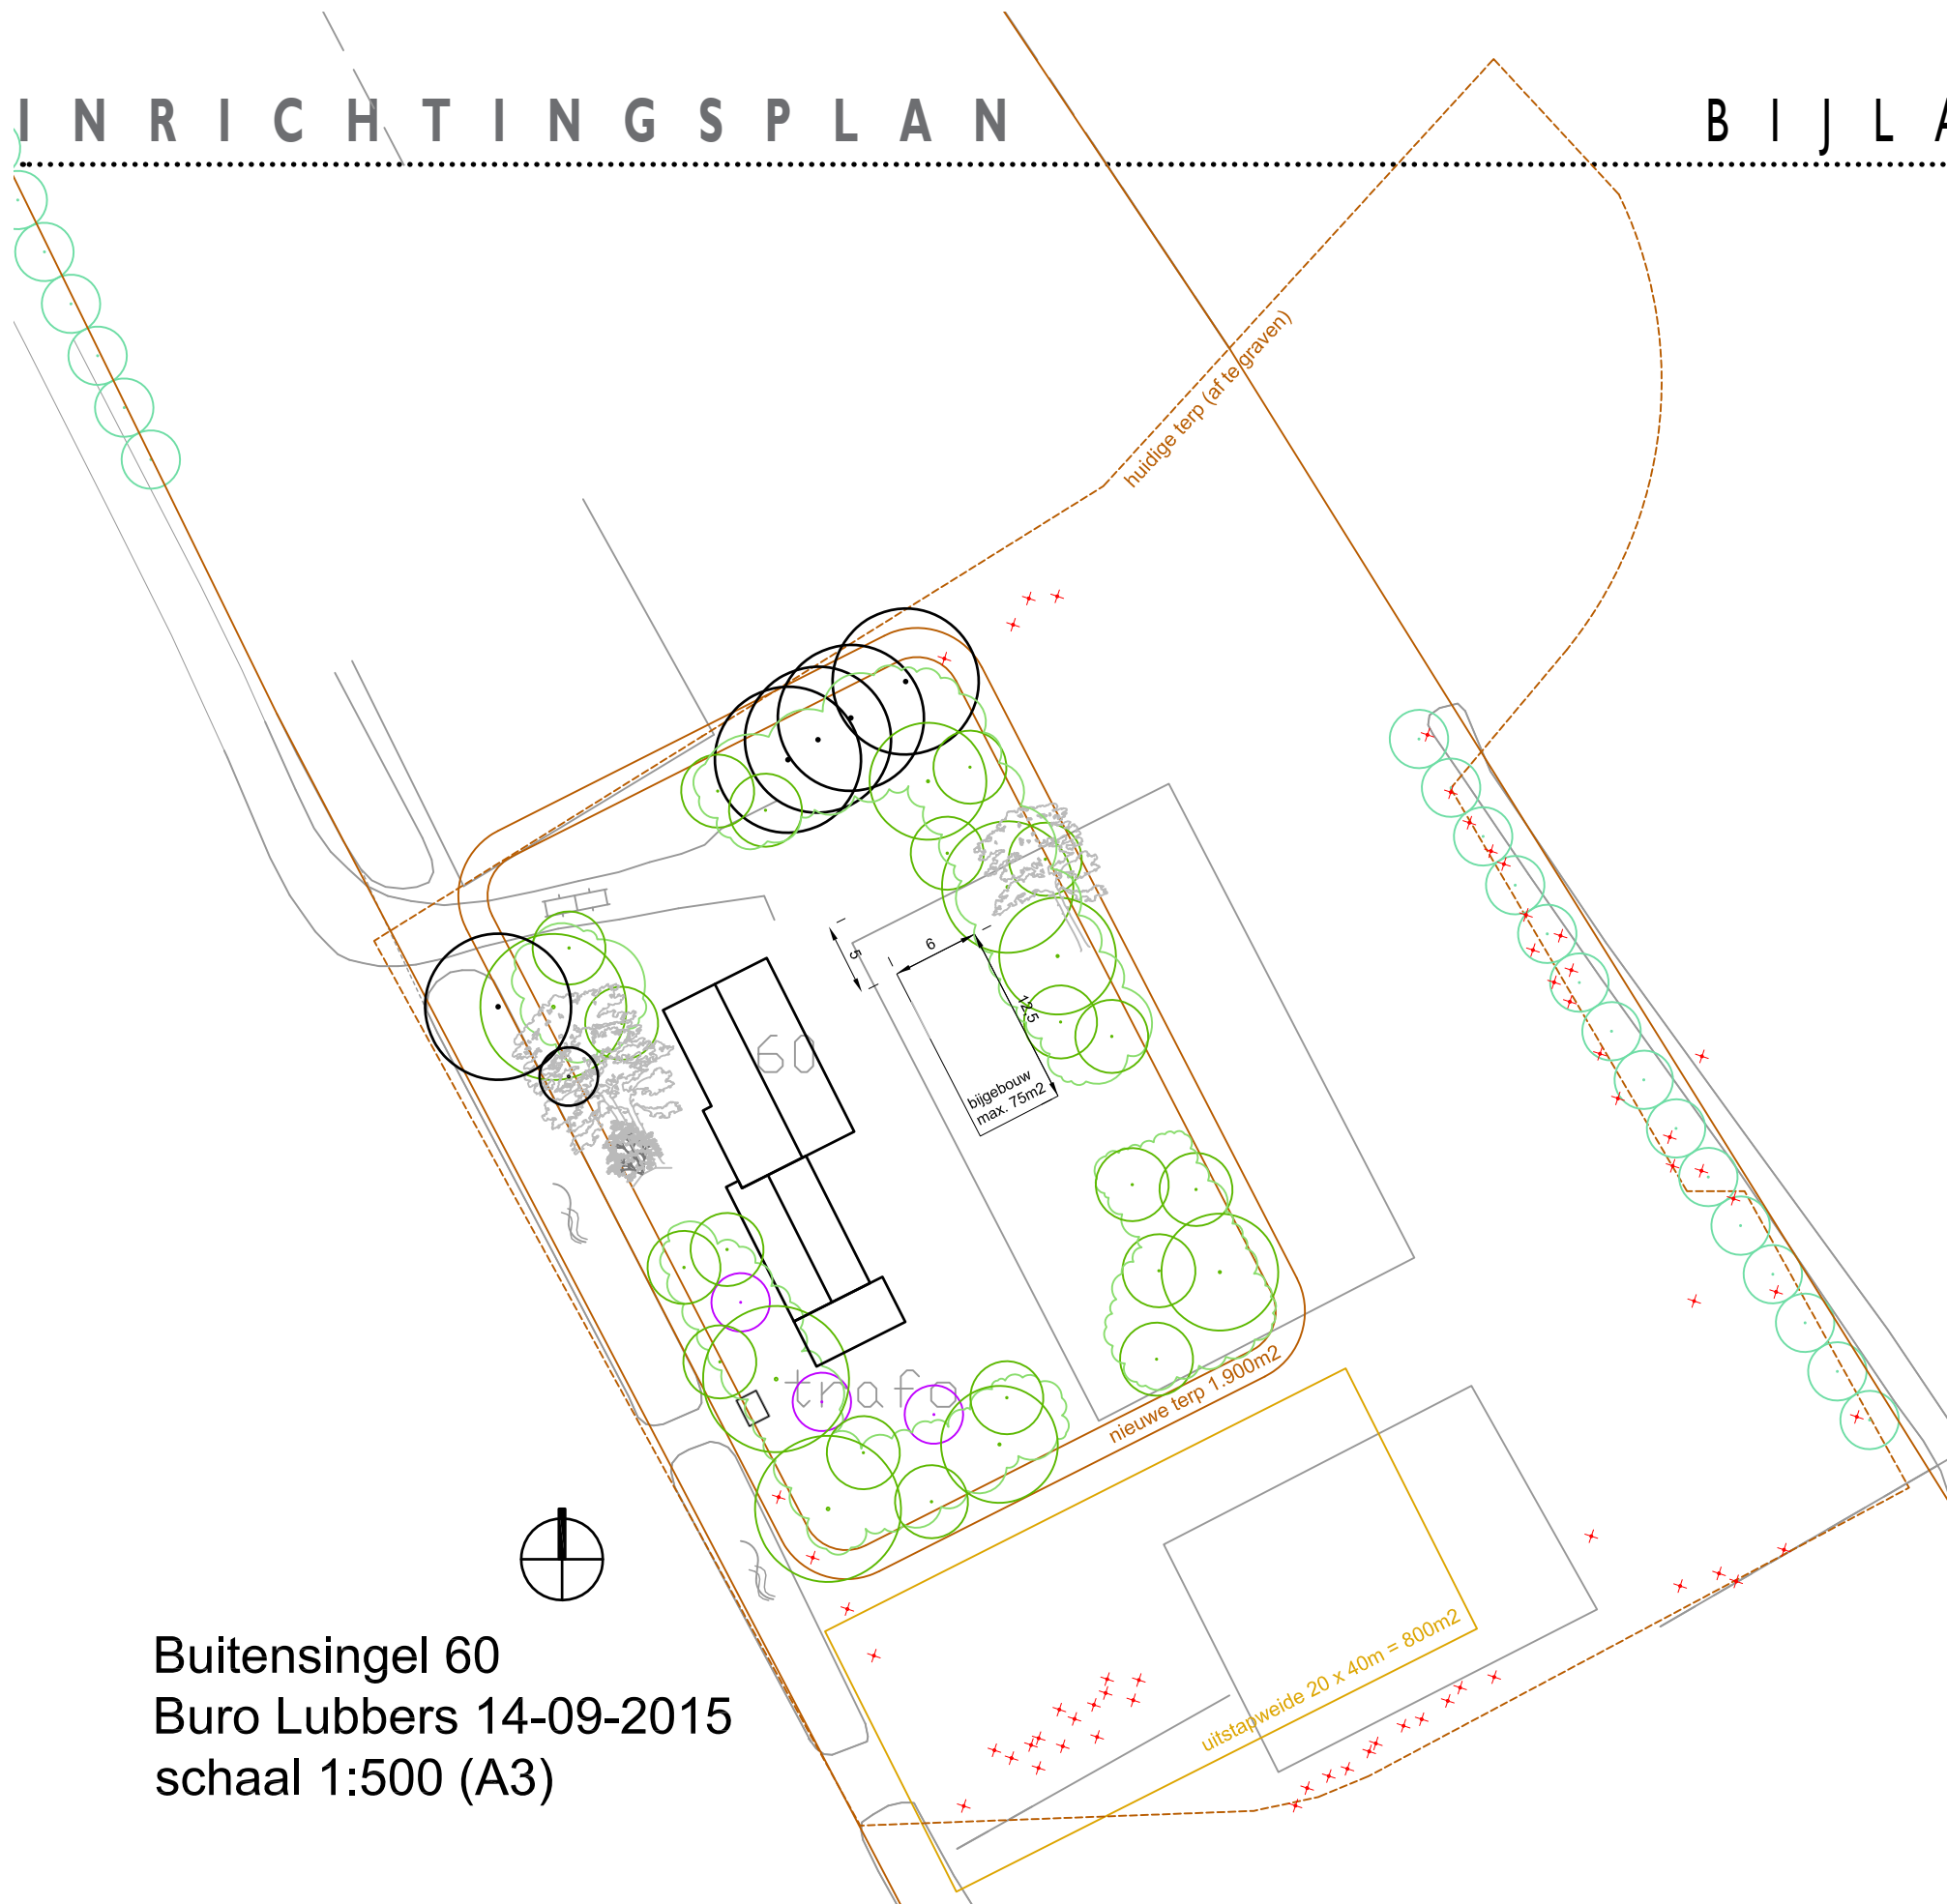 INRICHTINGSPLAN
BIJLA
huidige terp (af te graven)
5
6
12.5
bijgebouw
max. 75m2
60
trafo
nieuwe terp 1.900m2
uitstapweide 20 x 40m = 800m2
Buitensingel 60
Buro Lubbers 14-09-2015
schaal 1:500 (A3)